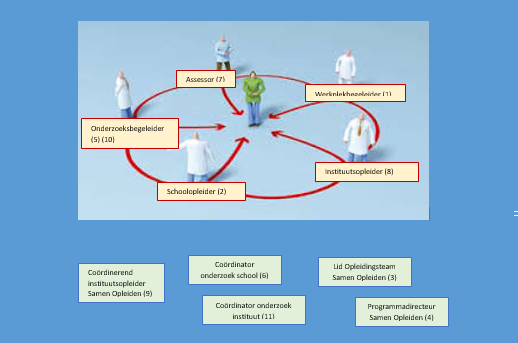 Assessor (7)
Werkplekbegeleider (1)
Onderzoeksbegeleider
(5) (10)
Instituutsopleider (8)
Schoolopleider (2)
Coördinerend
instituutsopleider
Samen Opleiden (9)
Coördinator
onderzoek school (6)
Lid Opleidingsteam
Samen Opleiden (3)
Coördinator onderzoek
instituut (11)
Programmadirecteur
Samen Opleiden (4)